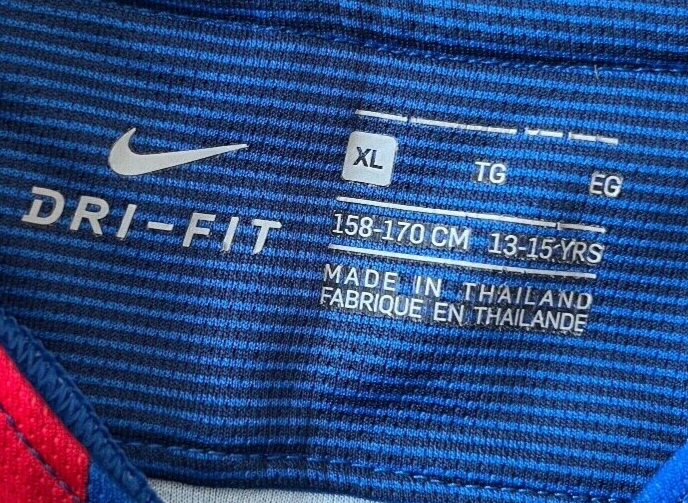 DRI-FIT
XL TG EG
158-170 CM 13-15 YRS
MADE IN THAILAND
FABRIQUE EN THAILANDE